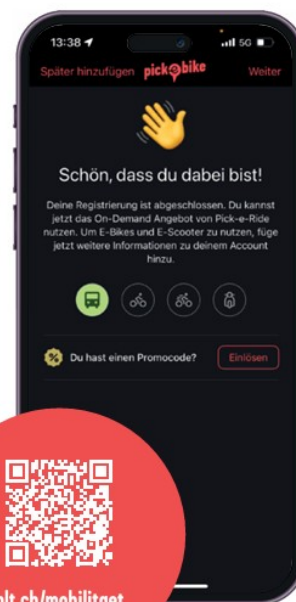 13:38
5G
Später hinzufügen pick-e-bike Weiter
Schön, dass du dabei bist!
Deine Registrierung ist abgeschlossen. Du kannst
jetzt das On-Demand Angebot von Pick-e-Ride
nutzen. Um E-Bikes und E-Scooter zu nutzen, füge
jetzt weitere Informationen zu deinem Account
hinzu.
% Du hast einen Promocode? Einlösen